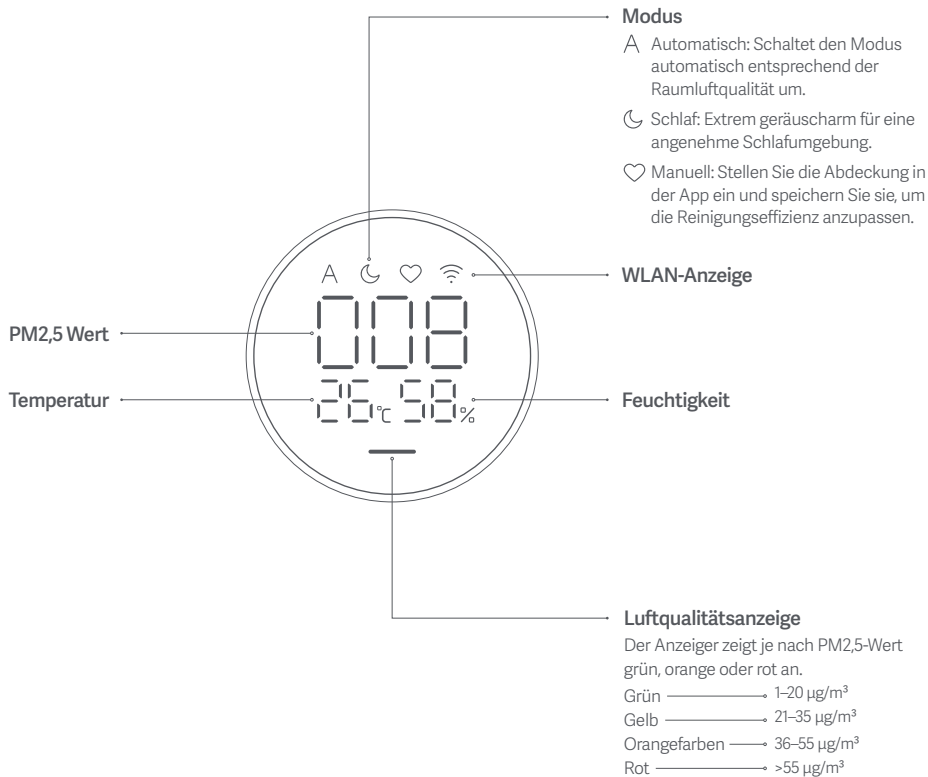 Modus
A Automatisch: Schaltet den Modus
automatisch entsprechend der
Raumluftqualität um.
Schlaf: Extrem geräuscharm für eine
angenehme Schlafumgebung.
Manuell: Stellen Sie die Abdeckung in
der App ein und speichern Sie sie, um
die Reinigungseffizienz anzupassen.
A
WLAN-Anzeige
PM2,5 Wert
008
Temperatur
26°C 58%
Feuchtigkeit
Luftqualitätsanzeige
Der Anzeiger zeigt je nach PM2,5-Wert
grün, orange oder rot an.
Grün 1–20 µg/m³
Gelb 21–35 µg/m³
Orangefarben 36–55 µg/m³
Rot >55 µg/m³